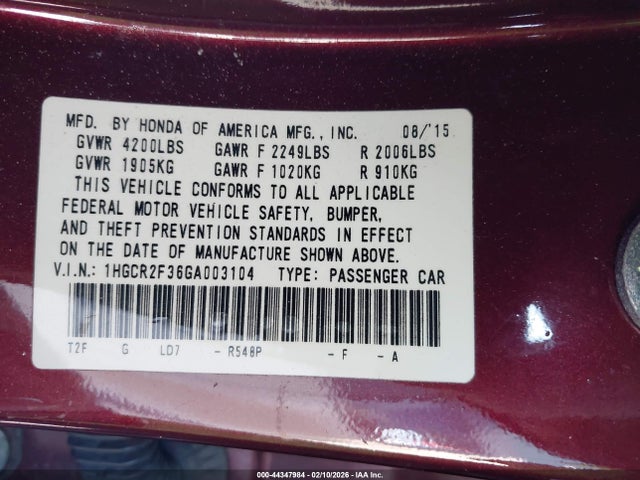 MFD. BY HONDA OF AMERICA MFG., INC. 08/'15
GVWR 4200LBS GAWR F 2249LBS R 2006LBS
GVWR 1905KG GAWR F 1020KG R 910KG
THIS VEHICLE CONFORMS TO ALL APPLICABLE
FEDERAL MOTOR VEHICLE SAFETY, BUMPER,
AND THEFT PREVENTION STANDARDS IN EFFECT
ON THE DATE OF MANUFACTURE SHOWN ABOVE.
V.I.N.: 1HGCR2F36GA003104 TYPE: PASSENGER CAR
T2F G LD7 - R548P - F - A
000-44347984 - 02/10/2026 - IAA Inc.